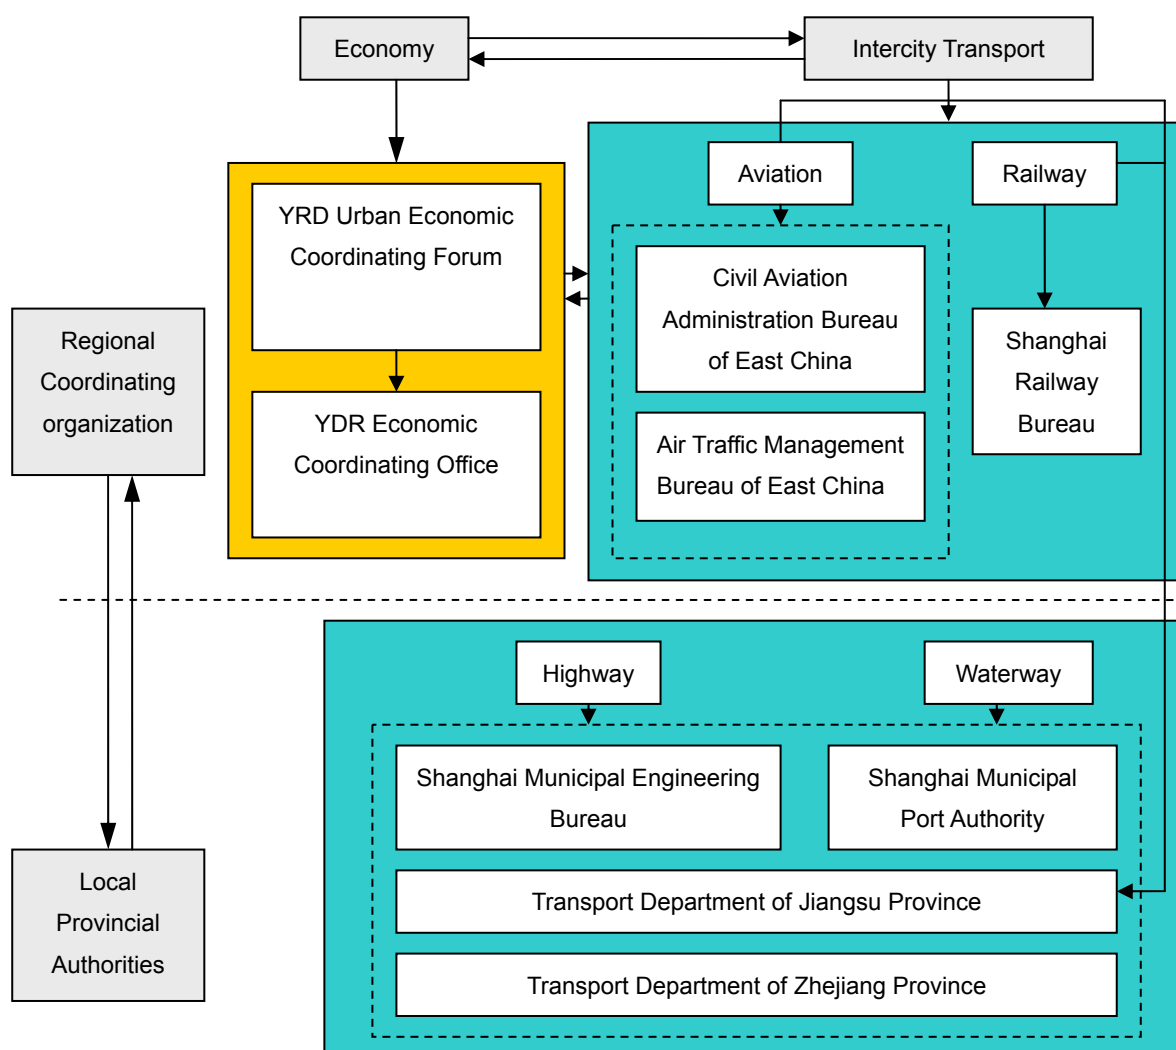 Economy
Intercity Transport
Aviation
Railway
YRD Urban Economic
Coordinating Forum
Civil Aviation
Administration Bureau
of East China
Regional
Coordinating
organization
Shanghai
Railway
Bureau
YDR Economic
Coordinating Office
Air Traffic Management
Bureau of East China
Highway
Waterway
Shanghai Municipal Engineering
Bureau
Shanghai Municipal
Port Authority
Local
Provincial
Authorities
Transport Department of Jiangsu Province
Transport Department of Zhejiang Province